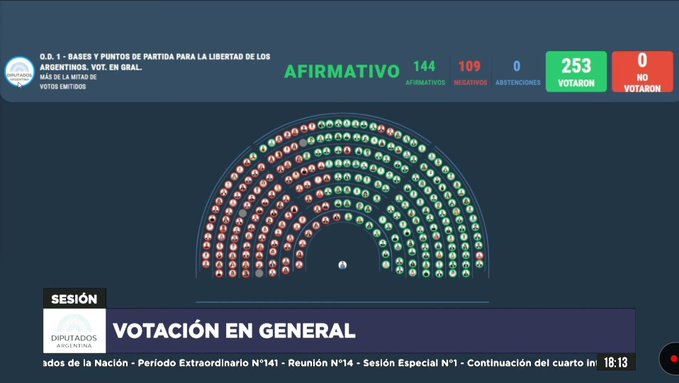 O.D. 1 - BASES Y PUNTOS DE PARTIDA PARA LA LIBERTAD DE LOS
ARGENTINOS. VOT. EN GRAL.
MÁS DE LA MITAD DE
VOTOS EMITIDOS
DIPUTADOS
ARGENTINA
AFIRMATIVO
144
AFIRMATIVOS
109
NEGATIVOS
0
ABSTENCIONES
253
VOTARON
0
NO
VOTARON
SESIÓN
DIPUTADOS
ARGENTINA
VOTACIÓN EN GENERAL
ados de la Nación - Período Extraordinario N°141 - Reunión N°14 - Sesión Especial N°1 - Continuación del cuarto in
18:13